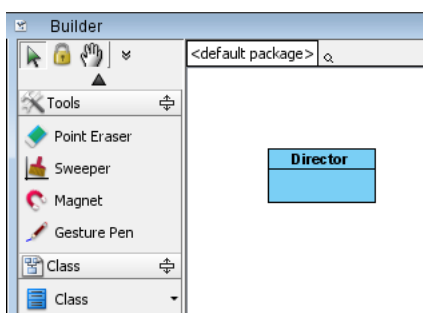 Builder
<default package>
Tools
Point Eraser
Sweeper
Magnet
Gesture Pen
Class
Class
Director